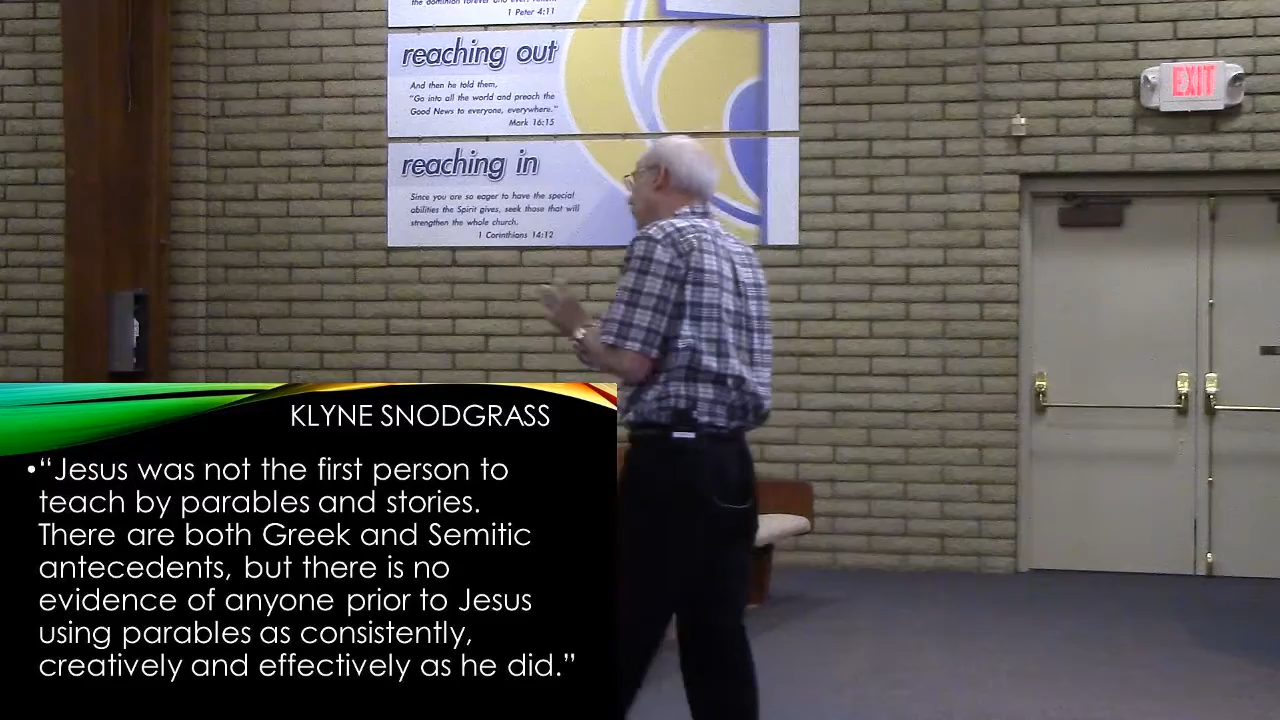 the dominion forever and ever. Amen.
1 Peter 4:11
reaching out
And then he told them,
"Go into all the world and preach the
Good News to everyone, everywhere."
Mark 16:15
reaching in
Since you are so eager to have the special
abilities the Spirit gives, seek those that will
strengthen the whole church.
1 Corinthians 14:12
EXIT
KLYNE SNODGRASS
•“Jesus was not the first person to
teach by parables and stories.
There are both Greek and Semitic
antecedents, but there is no
evidence of anyone prior to Jesus
using parables as consistently,
creatively and effectively as he did.”